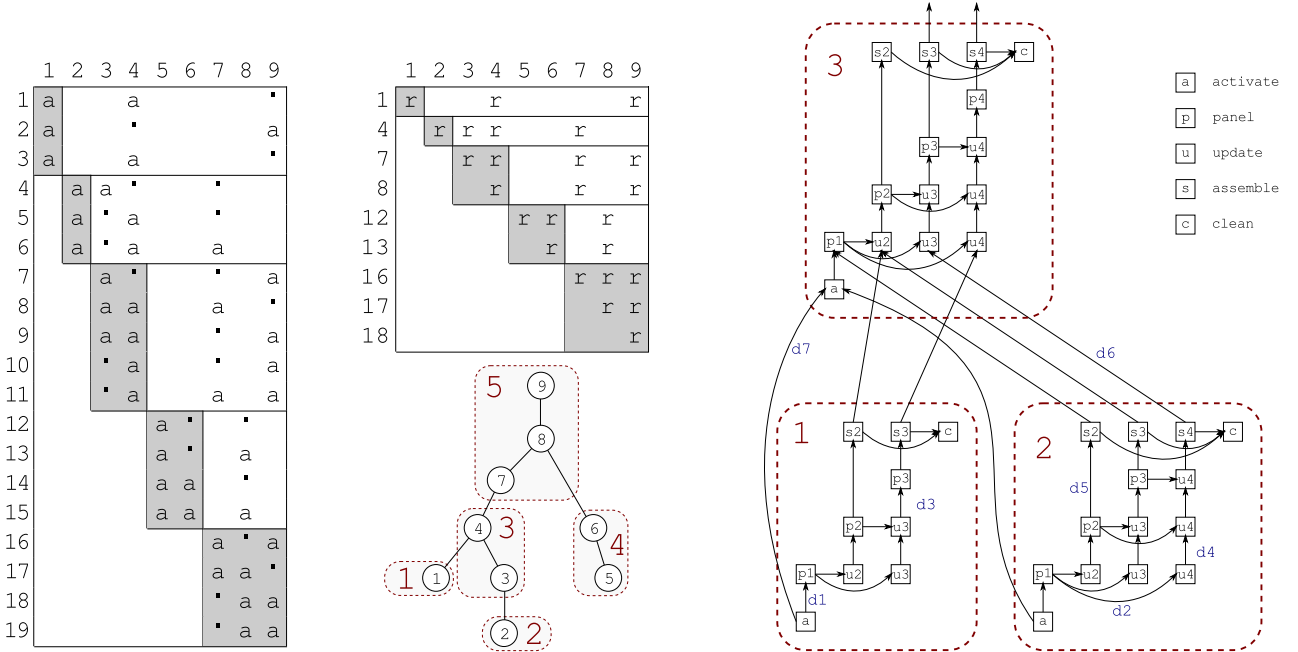 1 2 3 4 5 6 7 8 9
1 a a ▪
2 a ▪ a
3 a a ▪
4 a a ▪ ▪
5 a ▪ a
6 a ▪ a a
7 a ▪ ▪ a
8 a a a ▪
9 a a a
10 ▪ a a
11 ▪ a a a
12 a ▪ ▪
13 a ▪ a
14 a a ▪
15 a a a
16 a ▪ a
17 a a ▪
18 ▪ a a
19 ▪ a a
1 2 3 4 5 6 7 8 9
1 r r r
4 r r r r
7 r r r r
8 r r r
12 r r r
13 r r
16 r r r
17 r r
18 r
5 9
8
7
4 3 6 4
1 1 3 5
2 2
3
s2 s3 s4 c
p4
p3 u4
p2 u3 u4
p1 u2 u3 u4
a
d7
d6
1
s2 s3 c
p3
d3
p2 u3
p1 u2 u3
d1
a
2
s2 s3 s4 c
d5
p3 u4
p2 u3 u4
d4
p1 u2 u3 u4
d2
a
a activate
p panel
u update
s assemble
c clean